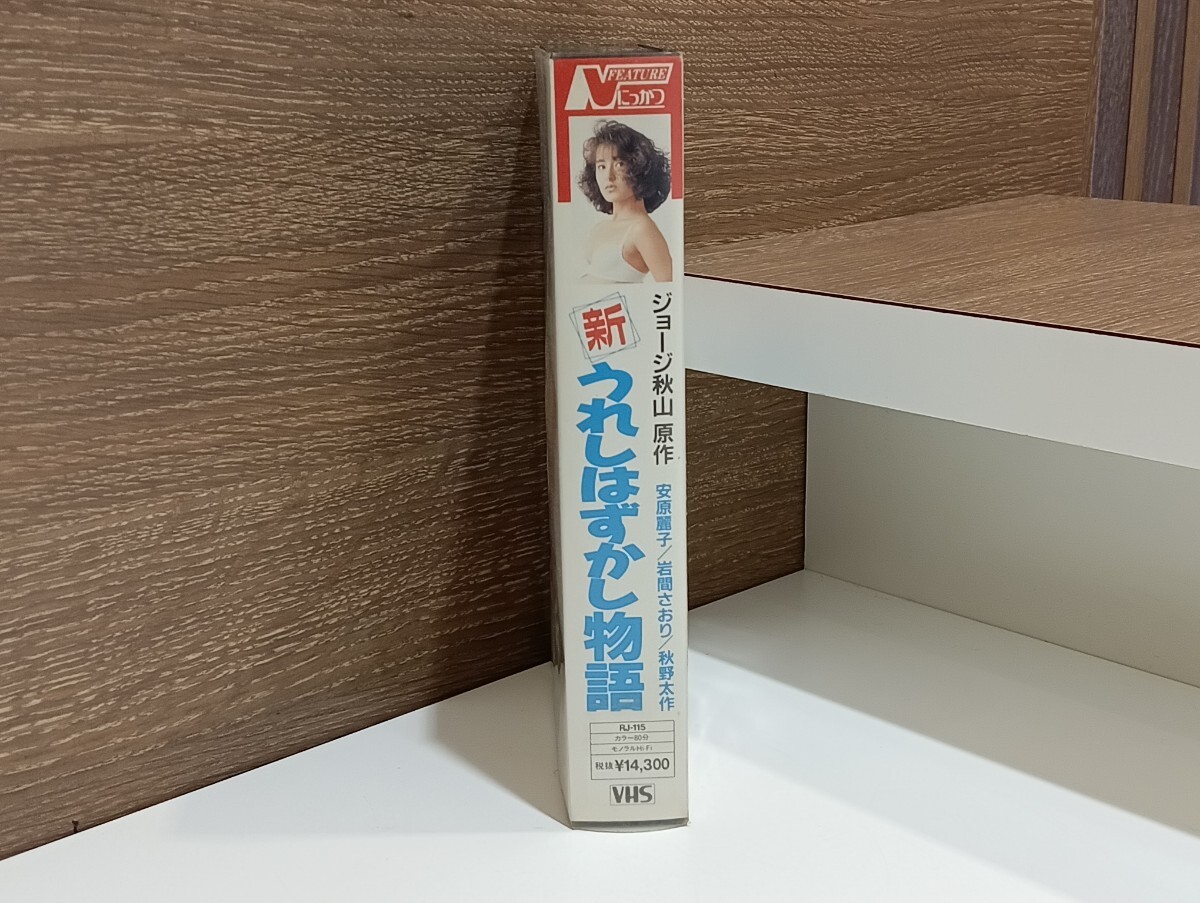 FEATURE
にっかつ
新
うれしはずかし物語
ジョージ秋山 原作
安原麗子/岩間さおり/秋野太作
RJ-115
カラー80分
モノラルHi-Fi
税抜¥14,300
VHS